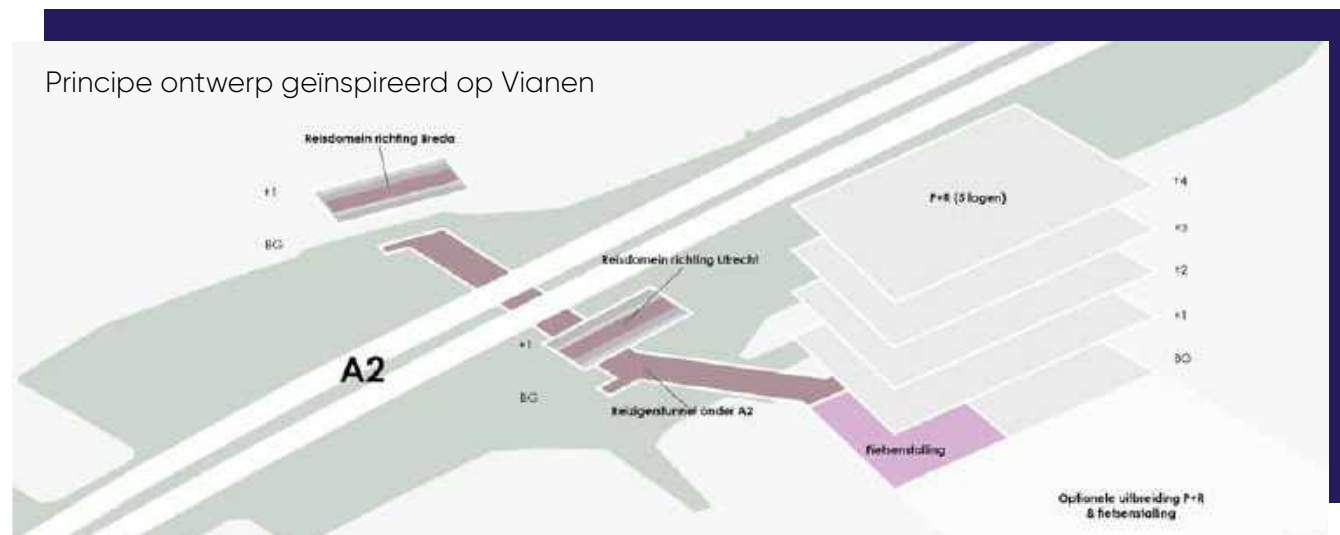 Principe ontwerp geïnspireerd op Vianen
Reisdomein richting Breda
+1
BG
P+R (5 lagen)
+4
+3
+2
+1
BG
Reisdomein richting Utrecht
+1
A2
BG
Reizigerstunnel onder A2
Fietsenstalling
Optionele uitbreiding P+R
& fietsenstalling